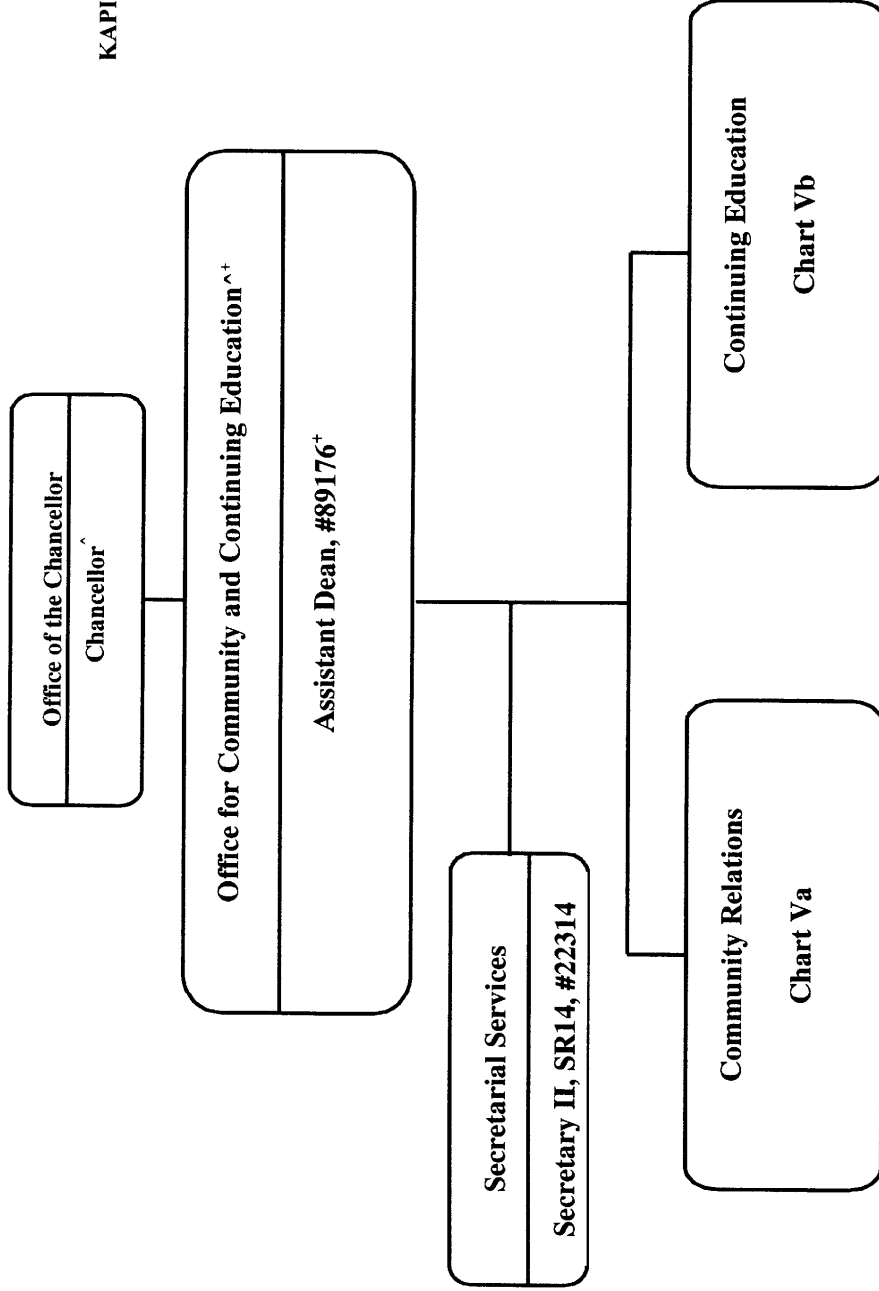 KAPI
Office of the Chancellor
Chancellor^
Office for Community and Continuing Education^+
Assistant Dean, #89176+
Secretarial Services
Secretary II, SR14, #22314
Community Relations
Chart Va
Continuing Education
Chart Vb